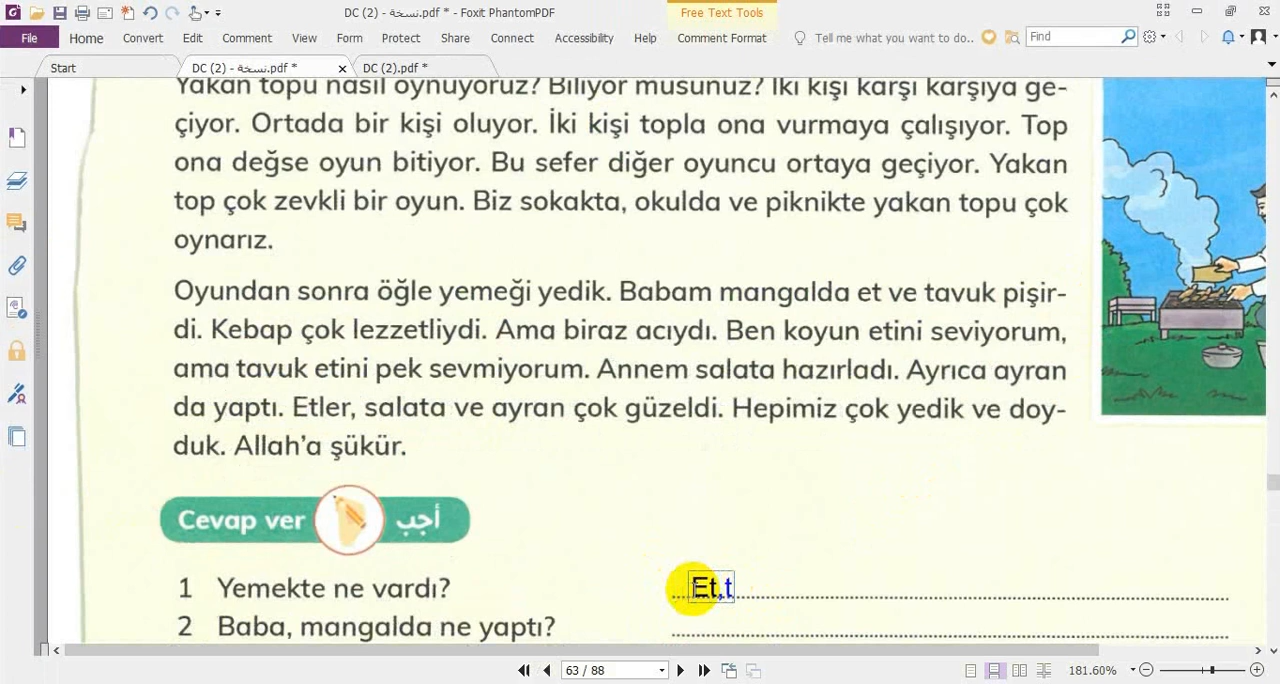 DC (2) - نسخة.pdf * - Foxit PhantomPDF
Free Text Tools
File Home Convert Edit Comment View Form Protect Share Connect Accessibility Help Comment Format Tell me what you want to do.. Find
Start DC (2) - نسخة.pdf * DC (2).pdf *
Yakan topu nasıl oynuyoruz? Biliyor musunuz? İki kişi karşı karşıya ge-
çiyor. Ortada bir kişi oluyor. İki kişi topla ona vurmaya çalışıyor. Top
ona değse oyun bitiyor. Bu sefer diğer oyuncu ortaya geçiyor. Yakan
top çok zevkli bir oyun. Biz sokakta, okulda ve piknikte yakan topu çok
oynarız.
Oyundan sonra öğle yemeği yedik. Babam mangalda et ve tavuk pişir-
di. Kebap çok lezzetliydi. Ama biraz acıydı. Ben koyun etini seviyorum,
ama tavuk etini pek sevmiyorum. Annem salata hazırladı. Ayrıca ayran
da yaptı. Etler, salata ve ayran çok güzeldi. Hepimiz çok yedik ve doy-
duk. Allah'a şükür.
Cevap ver أجب
1 Yemekte ne vardı? Et,t
2 Baba, mangalda ne yaptı?
63 / 88 181.60%